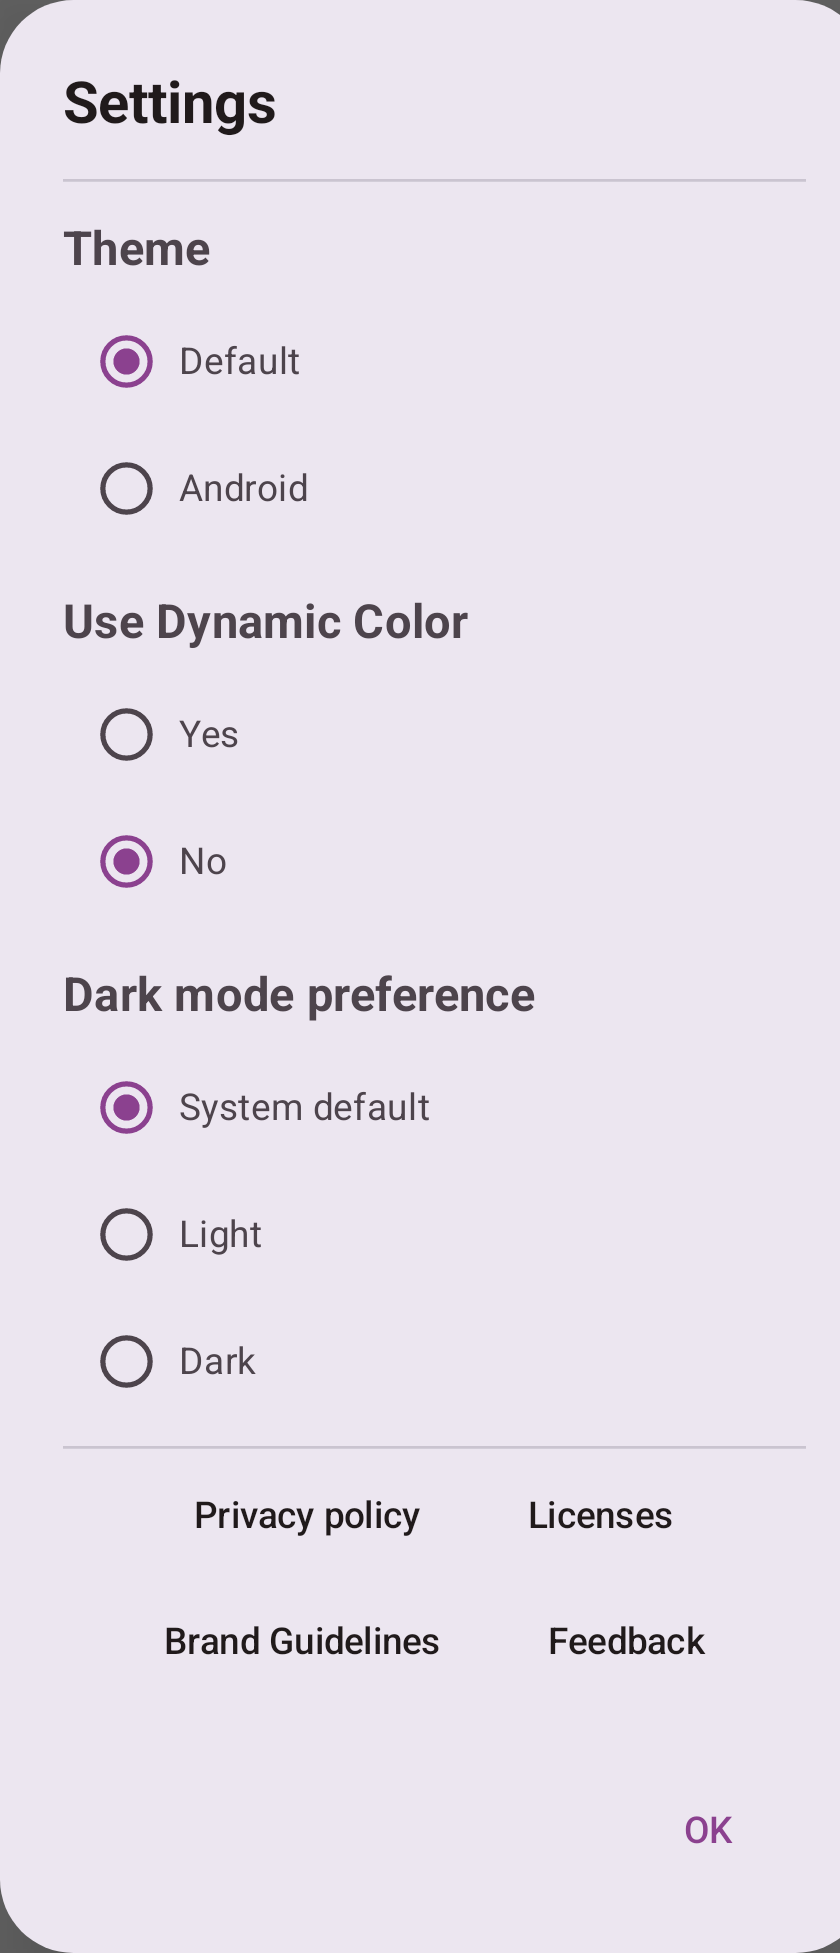 Settings
Theme
Default
Android
Use Dynamic Color
Yes
No
Dark mode preference
System default
Light
Dark
Privacy policy Licenses
Brand Guidelines Feedback
OK